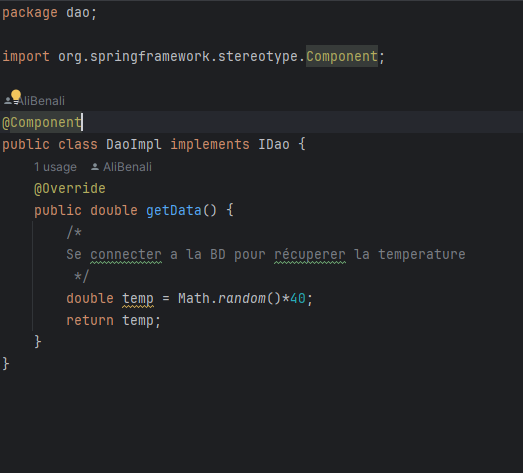 package dao;
import org.springframework.stereotype.Component;
AliBenali
@Component
public class DaoImpl implements IDao {
1 usage AliBenali
@Override
public double getData() {
/*
Se connecter a la BD pour récuperer la temperature
*/
double temp = Math.random()*40;
return temp;
}
}